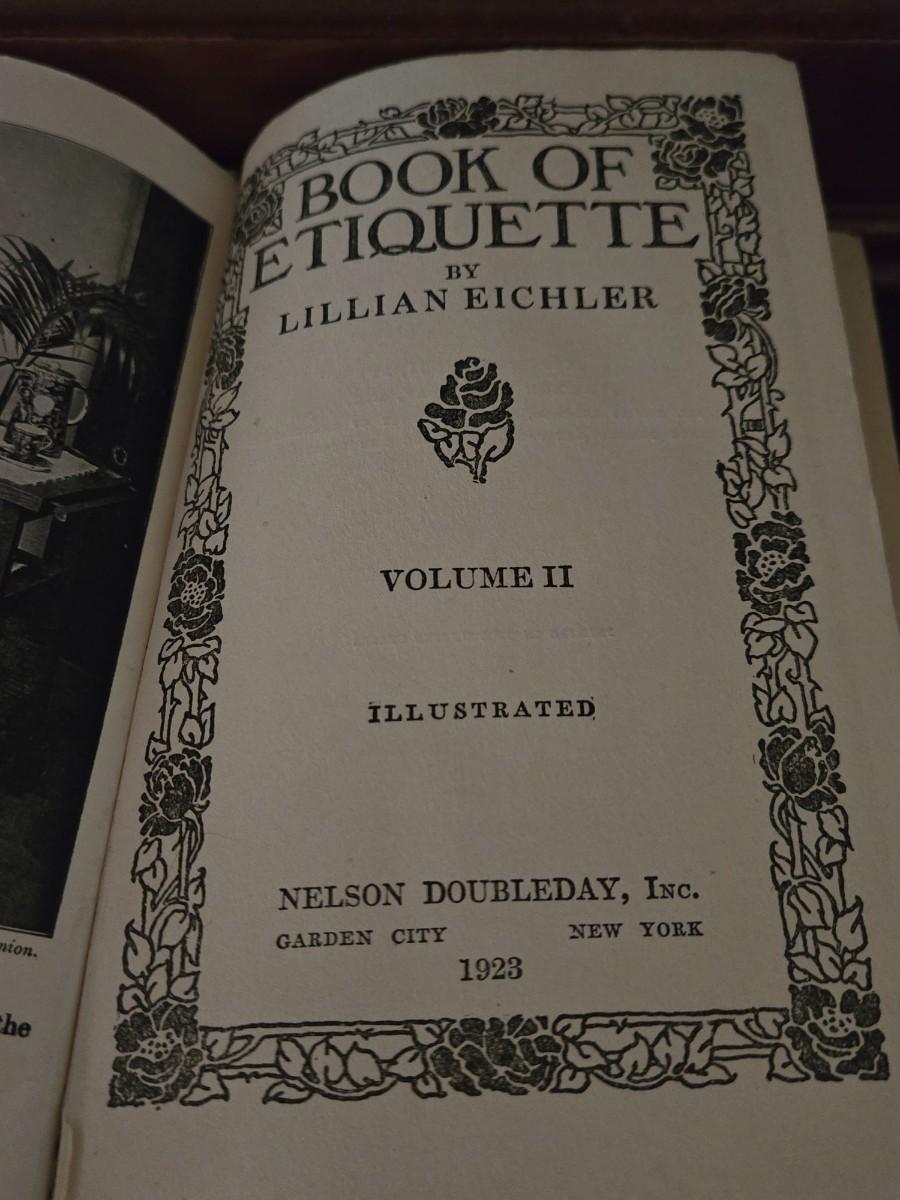 BOOK OF
ETIQUETTE
BY
LILLIAN EICHLER
VOLUME II
ILLUSTRATED
NELSON DOUBLEDAY, INC.
GARDEN CITY NEW YORK
1923
nion.
the